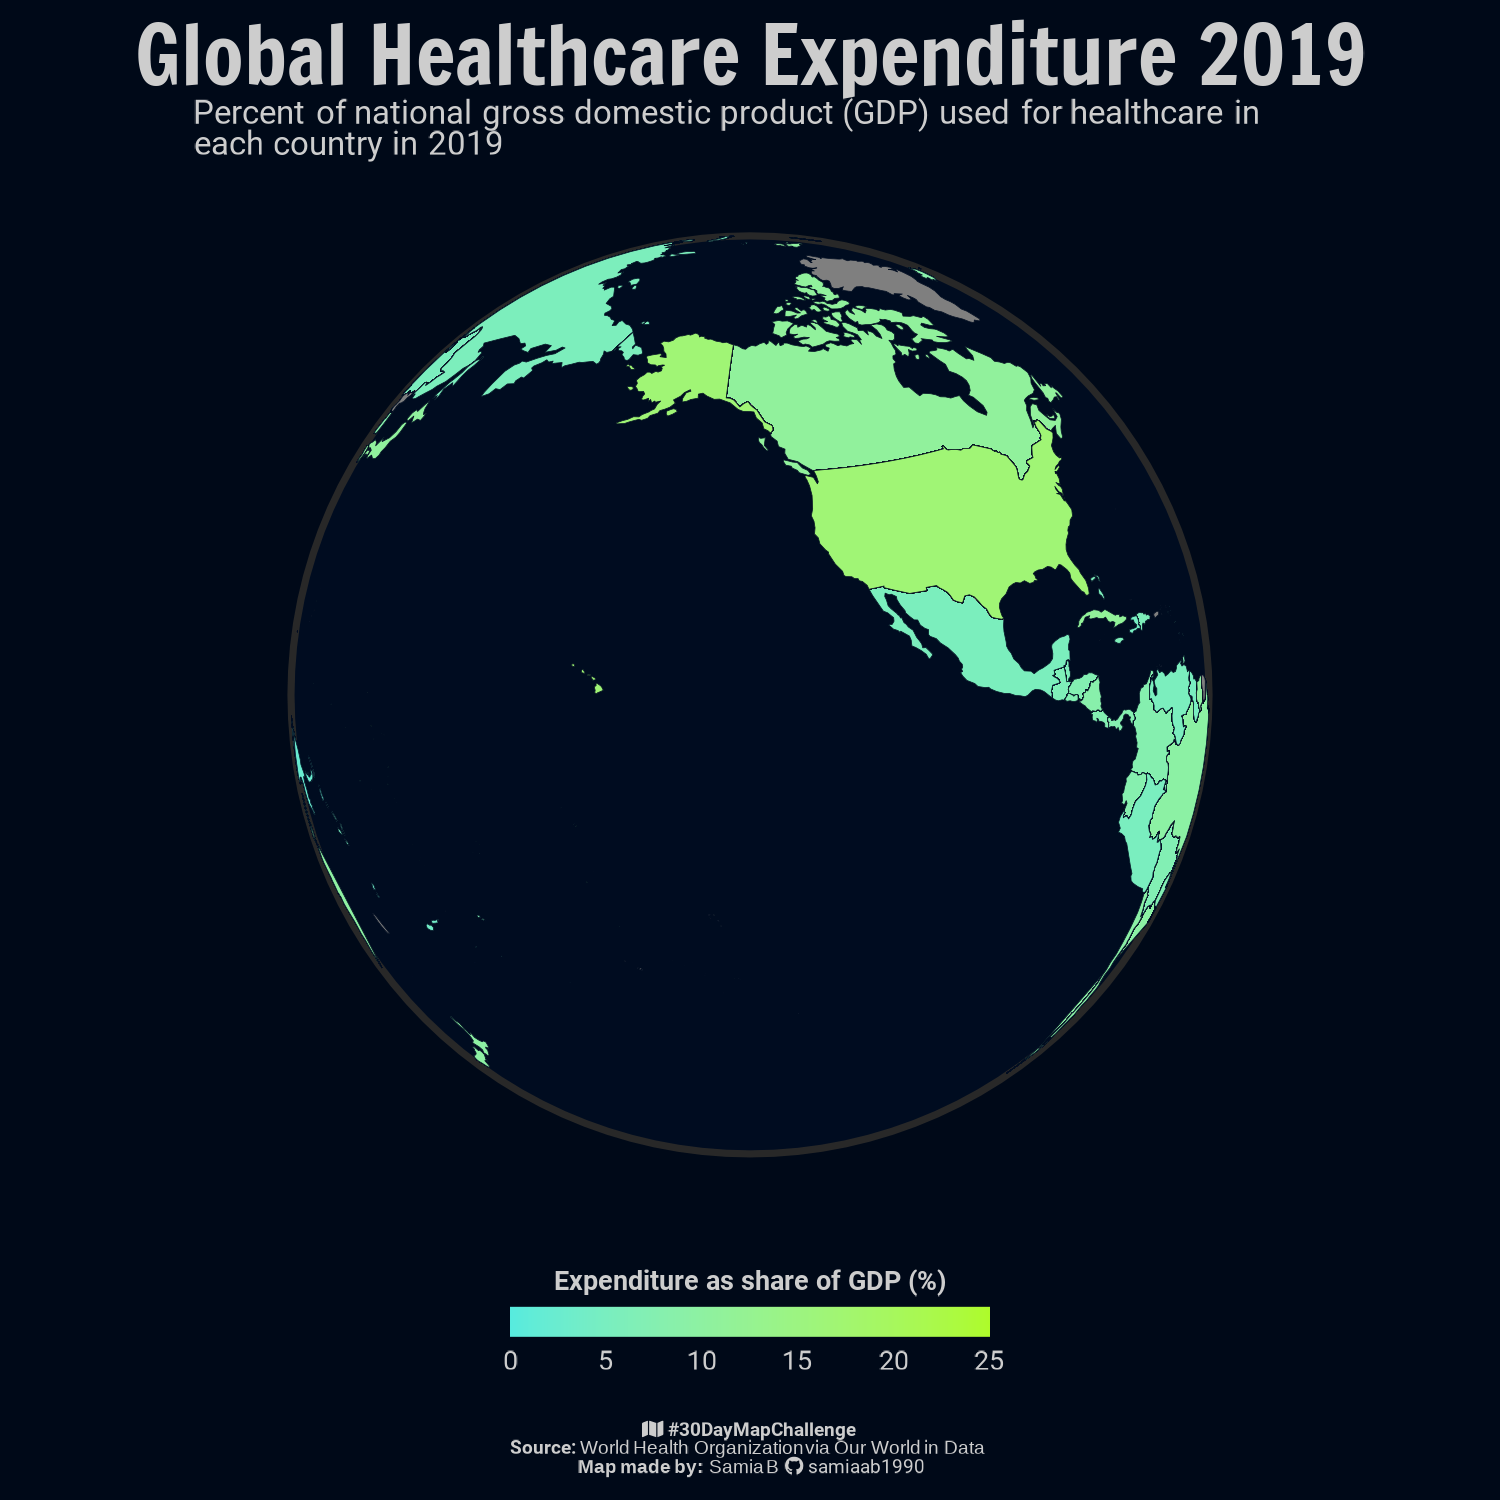 Global Healthcare Expenditure 2019
Percent of national gross domestic product (GDP) used for healthcare in
each country in 2019
Expenditure as share of GDP (%)
0 5 10 15 20 25
#30DayMapChallenge
Source: World Health Organization via Our World in Data
Map made by: Samia B samiaab1990